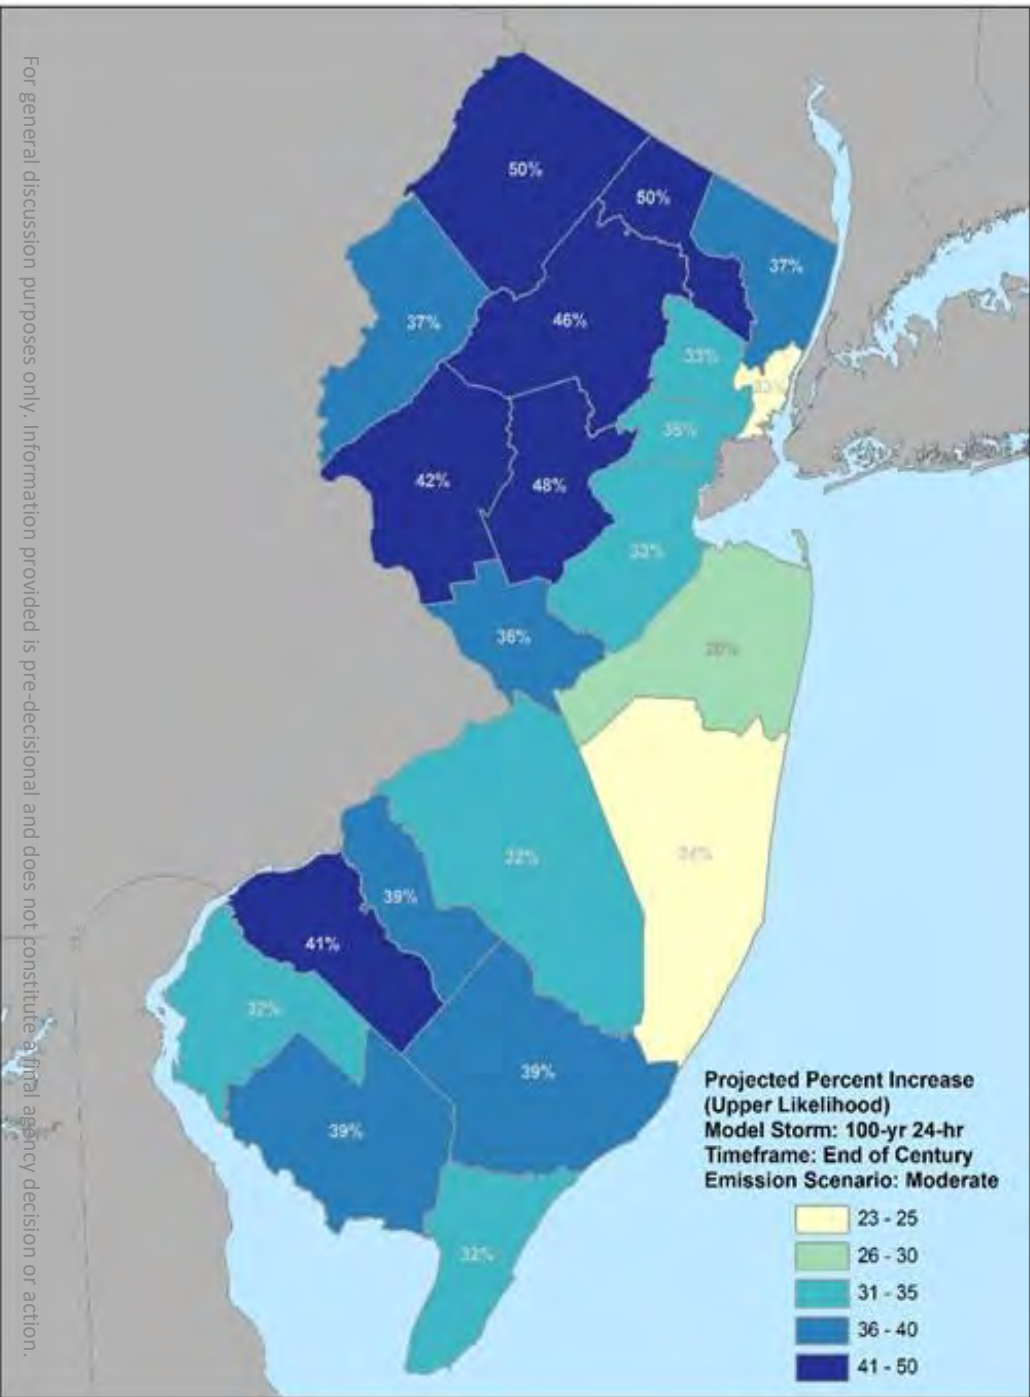 For general discussion purposes only. Information provided is pre-decisional and does not constitute a final agency decision or action.
50%
50%
37%
37%
46%
33%
35%
42%
48%
33%
36%
32%
39%
41%
32%
39%
39%
32%
Projected Percent Increase
(Upper Likelihood)
Model Storm: 100-yr 24-hr
Timeframe: End of Century
Emission Scenario: Moderate
23 - 25
26 - 30
31 - 35
36 - 40
41 - 50